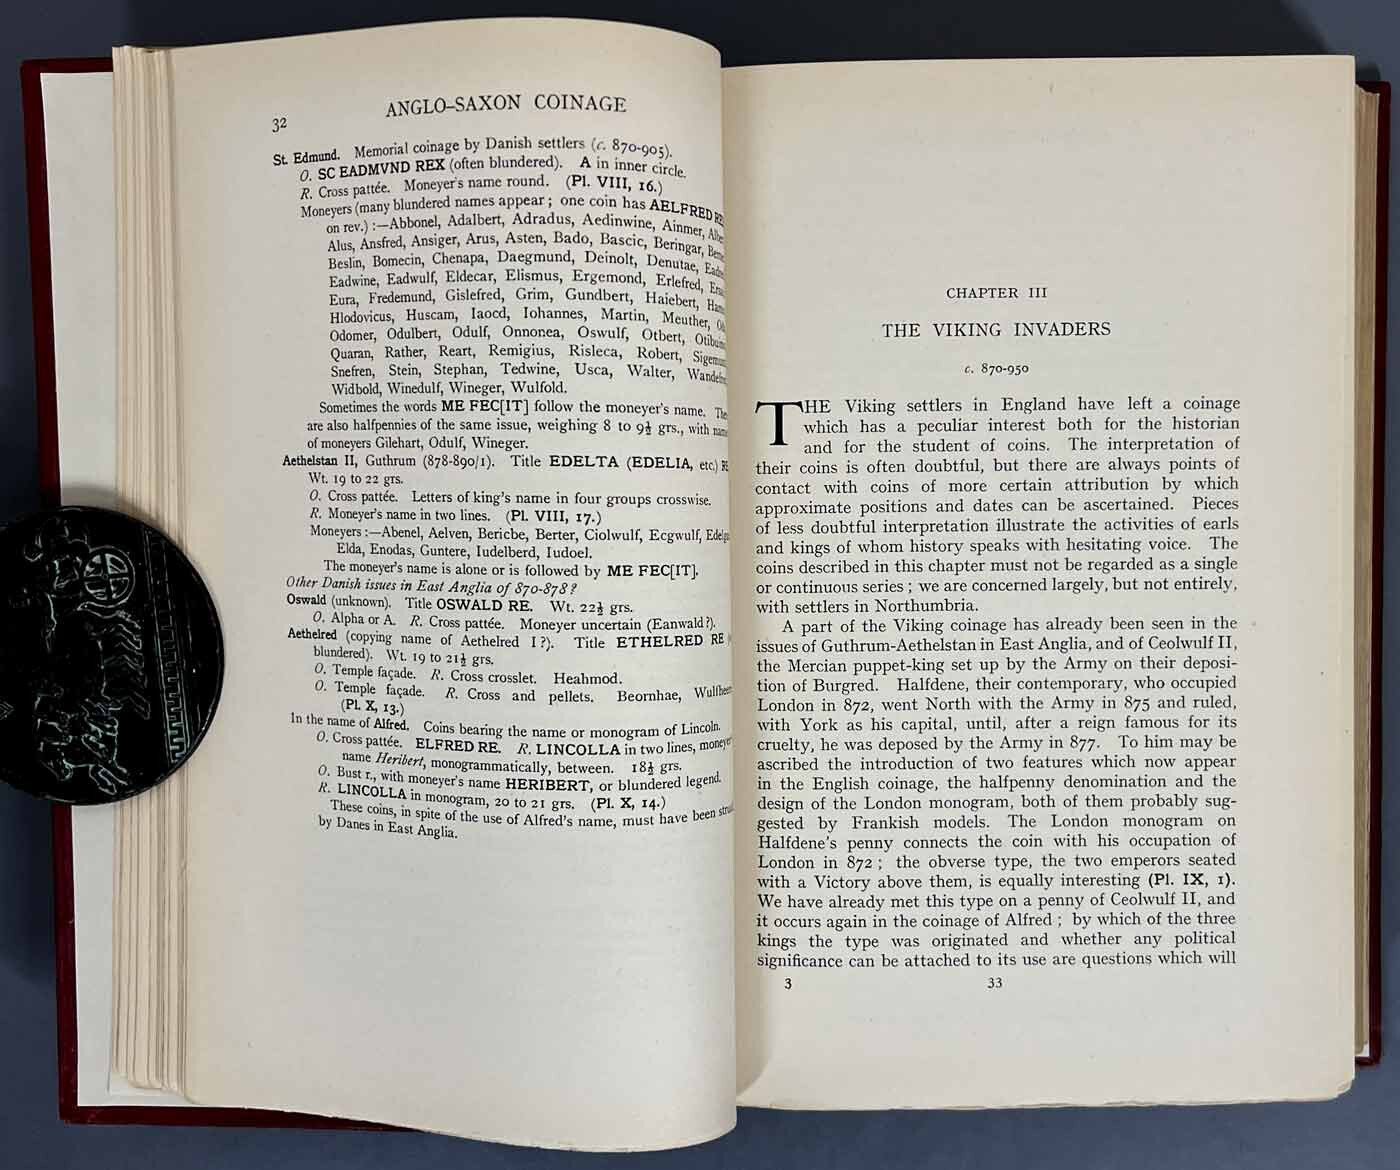 32
ANGLO-SAXON COINAGE
St. Edmund. Memorial coinage by Danish settlers (c. 870-905).
O. SC EADMVND REX (often blundered). A in inner circle.
R. Cross pattée. Moneyer's name round. (Pl. VIII, 16.)
Moneyers (many blundered names appear; one coin has AELFRED RE
on rev.) :—Abbonel, Adalbert, Adradus, Aedinwine, Ainmer,
Alus, Ansfred, Ansiger, Arus, Asten, Bado, Bascic, Beringar,
Beslin, Bomecin, Chenapa, Daegmund, Deinolt, Denutae,
Eadwine, Eadwulf, Eldecar, Elismus, Ergemond, Erlefred,
Eura, Fredemund, Gislefred, Grim, Gundbert, Haiebert,
Hlodovicus, Huscam, Iaocd, Iohannes, Martin, Meuther,
Odomer, Odulbert, Odulf, Onnonea, Oswulf, Otbert,
Quaran, Rather, Reart, Remigius, Risleca, Robert,
Snefren, Stein, Stephan, Tedwine, Usca, Walter,
Widbold, Winedulf, Wineger, Wulfold.
Sometimes the words ME FEC[IT] follow the moneyer's name.
are also halfpennies of the same issue, weighing 8 to 9½ grs., with
of moneyers Gilehart, Odulf, Wineger.
Aethelstan II, Guthrum (878-890/1). Title EDELTA (EDELIA, etc.) RE
Wt. 19 to 22 grs.
O. Cross pattée. Letters of king's name in four groups crosswise.
R. Moneyer's name in two lines. (Pl. VIII, 17.)
Moneyers :—Abenel, Aelven, Bericbe, Berter, Ciolwulf, Ecgwulf,
Elda, Enodas, Guntere, Iudelberd, Iudoel.
The moneyer's name is alone or is followed by ME FEC[IT].
Other Danish issues in East Anglia of 870-878?
Oswald (unknown). Title OSWALD RE. Wt. 22½ grs.
O. Alpha or A. R. Cross pattée. Moneyer uncertain (Eanwald?).
Aethelred (copying name of Aethelred I?). Title ETHELRED RE
blundered). Wt. 19 to 21½ grs.
O. Temple façade. R. Cross crosslet. Heahmod.
O. Temple façade. R. Cross and pellets. Beornhae,
(Pl. X, 13.)
In the name of Alfred. Coins bearing the name or monogram of Lincoln.
O. Cross pattée. ELFRED RE. R. LINCOLLA in two lines,
name Heribert, monogrammatically, between. 18½ grs.
O. Bust r., with moneyer's name HERIBERT, or blundered legend.
R. LINCOLLA in monogram, 20 to 21 grs. (Pl. X, 14.)
These coins, in spite of the use of Alfred's name, must have been
by Danes in East Anglia.
CHAPTER III
THE VIKING INVADERS
c. 870-950
THE Viking settlers in England have left a coinage
which has a peculiar interest both for the historian
and for the student of coins. The interpretation of
their coins is often doubtful, but there are always points of
contact with coins of more certain attribution by which
approximate positions and dates can be ascertained. Pieces
of less doubtful interpretation illustrate the activities of earls
and kings of whom history speaks with hesitating voice. The
coins described in this chapter must not be regarded as a single
or continuous series; we are concerned largely, but not entirely,
with settlers in Northumbria.
A part of the Viking coinage has already been seen in the
issues of Guthrum-Aethelstan in East Anglia, and of Ceolwulf II,
the Mercian puppet-king set up by the Army on their deposi-
tion of Burgred. Halfdene, their contemporary, who occupied
London in 872, went North with the Army in 875 and ruled,
with York as his capital, until, after a reign famous for its
cruelty, he was deposed by the Army in 877. To him may be
ascribed the introduction of two features which now appear
in the English coinage, the halfpenny denomination and the
design of the London monogram, both of them probably sug-
gested by Frankish models. The London monogram on
Halfdene's penny connects the coin with his occupation of
London in 872; the obverse type, the two emperors seated
with a Victory above them, is equally interesting (Pl. IX, 1).
We have already met this type on a penny of Ceolwulf II, and
it occurs again in the coinage of Alfred; by which of the three
kings the type was originated and whether any political
significance can be attached to its use are questions which will
3 33